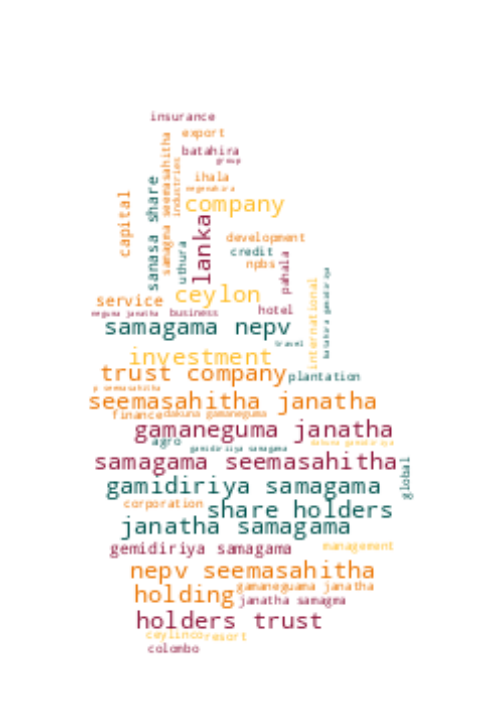 insurance
export
samagma seemasahitha
industries
batahira
group
ihala
negenahira
sanasa share
capital
company
lanka
uthura
development
credit
npbs
pahala
batahira gamidiriya
international
ceylon
service
hotel
neguna janatha
business
samagama nepv
travel
investment
trust company
plantation
p seemasahitha
seemasahitha janatha
finance
dakuna gamaneguma
gamaneguma janatha
agro
dakuna gamidiriya
gamidiriya samagama
samagama seemasahitha
global
gamidiriya samagama
corporation
share holders
janatha samagama
gemidiriya samagama
management
nepv seemasahitha
gamaneguama janatha
holding
janatha samagma
holders trust
ceylinco
resort
colombo